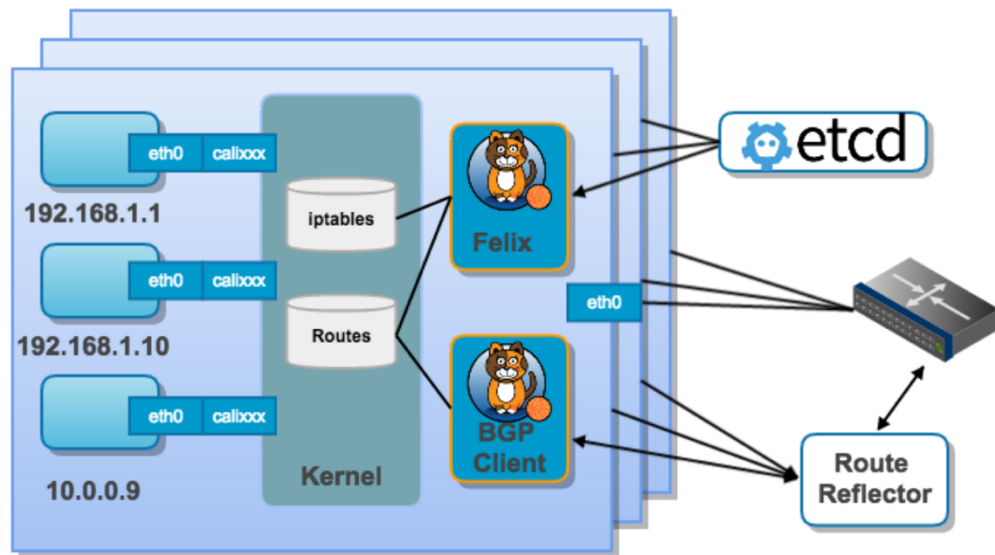 eth0 calixxx
192.168.1.1
eth0 calixxx
192.168.1.10
eth0 calixxx
10.0.0.9
iptables
Routes
Kernel
Felix
BGP
Client
eth0
etcd
Route
Reflector